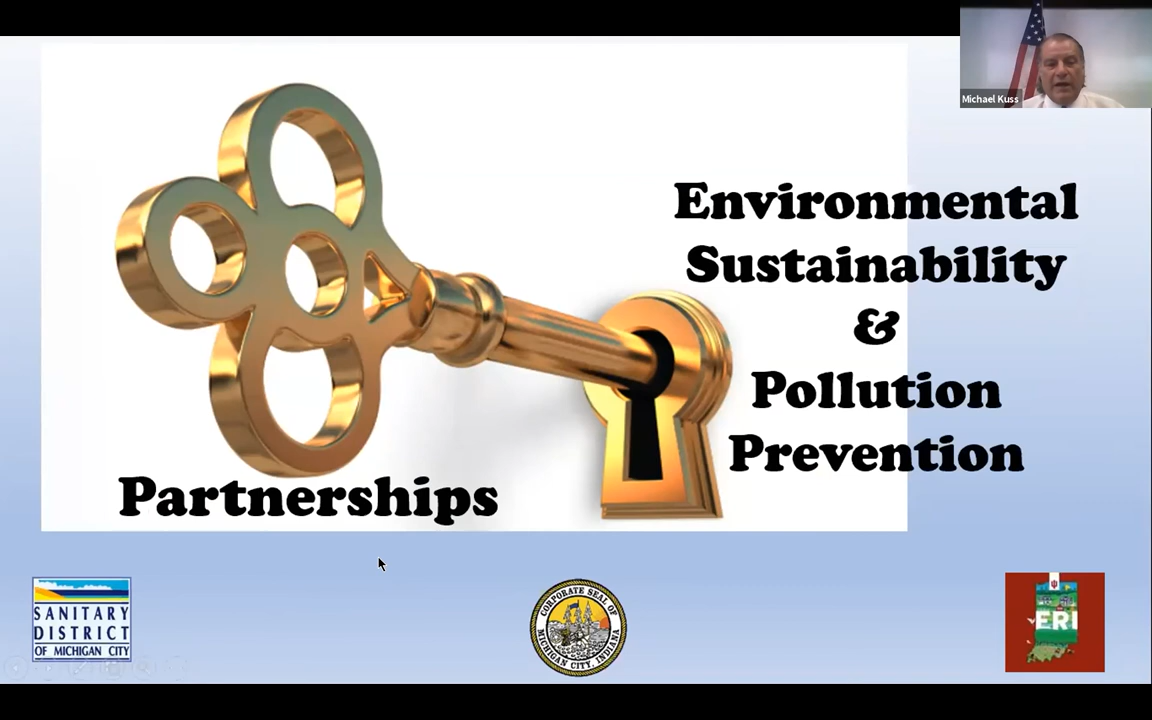 Michael Kuss
Environmental
Sustainability
&
Pollution
Prevention
Partnerships
SANITARY
DISTRICT
OF MICHIGAN CITY
CORPORATE SEAL OF
MICHIGAN CITY, INDIANA
ERI